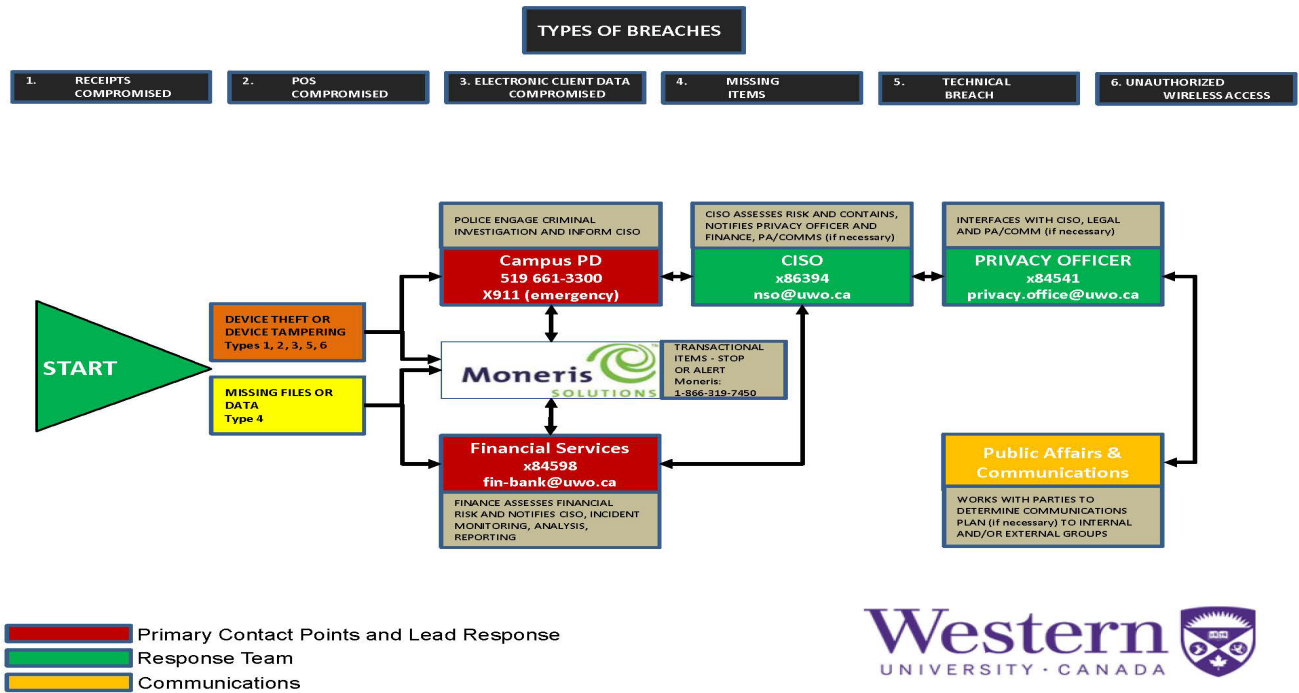 TYPES OF BREACHES
1. RECEIPTS
COMPROMISED
2. POS
COMPROMISED
3. ELECTRONIC CLIENT DATA
COMPROMISED
4. MISSING
ITEMS
5. TECHNICAL
BREACH
6. UNAUTHORIZED
WIRELESS ACCESS
START
DEVICE THEFT OR
DEVICE TAMPERING
Types 1, 2, 3, 5, 6
MISSING FILES OR
DATA
Type 4
POLICE ENGAGE CRIMINAL
INVESTIGATION AND INFORM CISO
Campus PD
519 661-3300
X911 (emergency)
CISO ASSESSES RISK AND CONTAINS,
NOTIFIES PRIVACY OFFICER AND
FINANCE, PA/COMMS (if necessary)
CISO
x86394
nso@uwo.ca
INTERFACES WITH CISO, LEGAL
AND PA/COMM (if necessary)
PRIVACY OFFICER
x84541
privacy.office@uwo.ca
Moneris
SOLUTIONS
TRANSACTIONAL
ITEMS - STOP
OR ALERT
Moneris:
1-866-319-7450
Financial Services
x84598
fin-bank@uwo.ca
FINANCE ASSESSES FINANCIAL
RISK AND NOTIFIES CISO, INCIDENT
MONITORING, ANALYSIS,
REPORTING
Public Affairs &
Communications
WORKS WITH PARTIES TO
DETERMINE COMMUNICATIONS
PLAN (if necessary) TO INTERNAL
AND/OR EXTERNAL GROUPS
Primary Contact Points and Lead Response
Response Team
Communications
Western
UNIVERSITY · CANADA